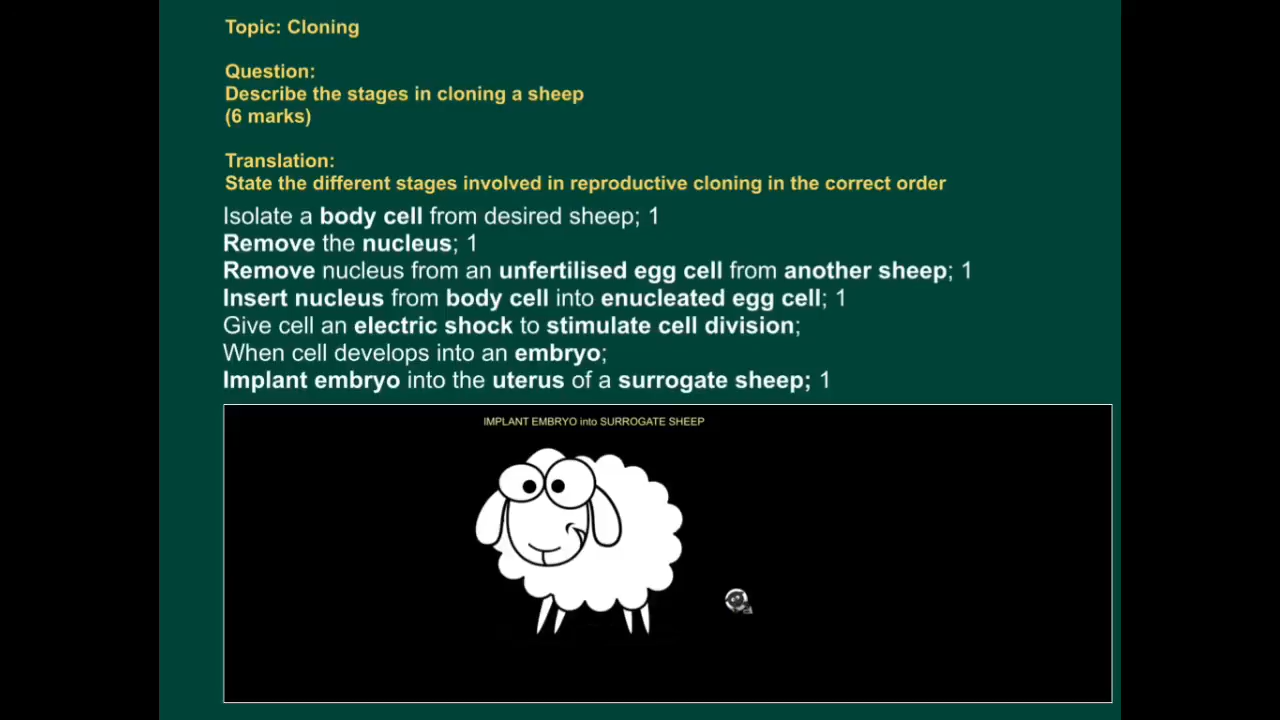 Topic: Cloning
Question:
Describe the stages in cloning a sheep
(6 marks)
Translation:
State the different stages involved in reproductive cloning in the correct order
Isolate a body cell from desired sheep; 1
Remove the nucleus; 1
Remove nucleus from an unfertilised egg cell from another sheep; 1
Insert nucleus from body cell into enucleated egg cell; 1
Give cell an electric shock to stimulate cell division;
When cell develops into an embryo;
Implant embryo into the uterus of a surrogate sheep; 1
IMPLANT EMBRYO into SURROGATE SHEEP